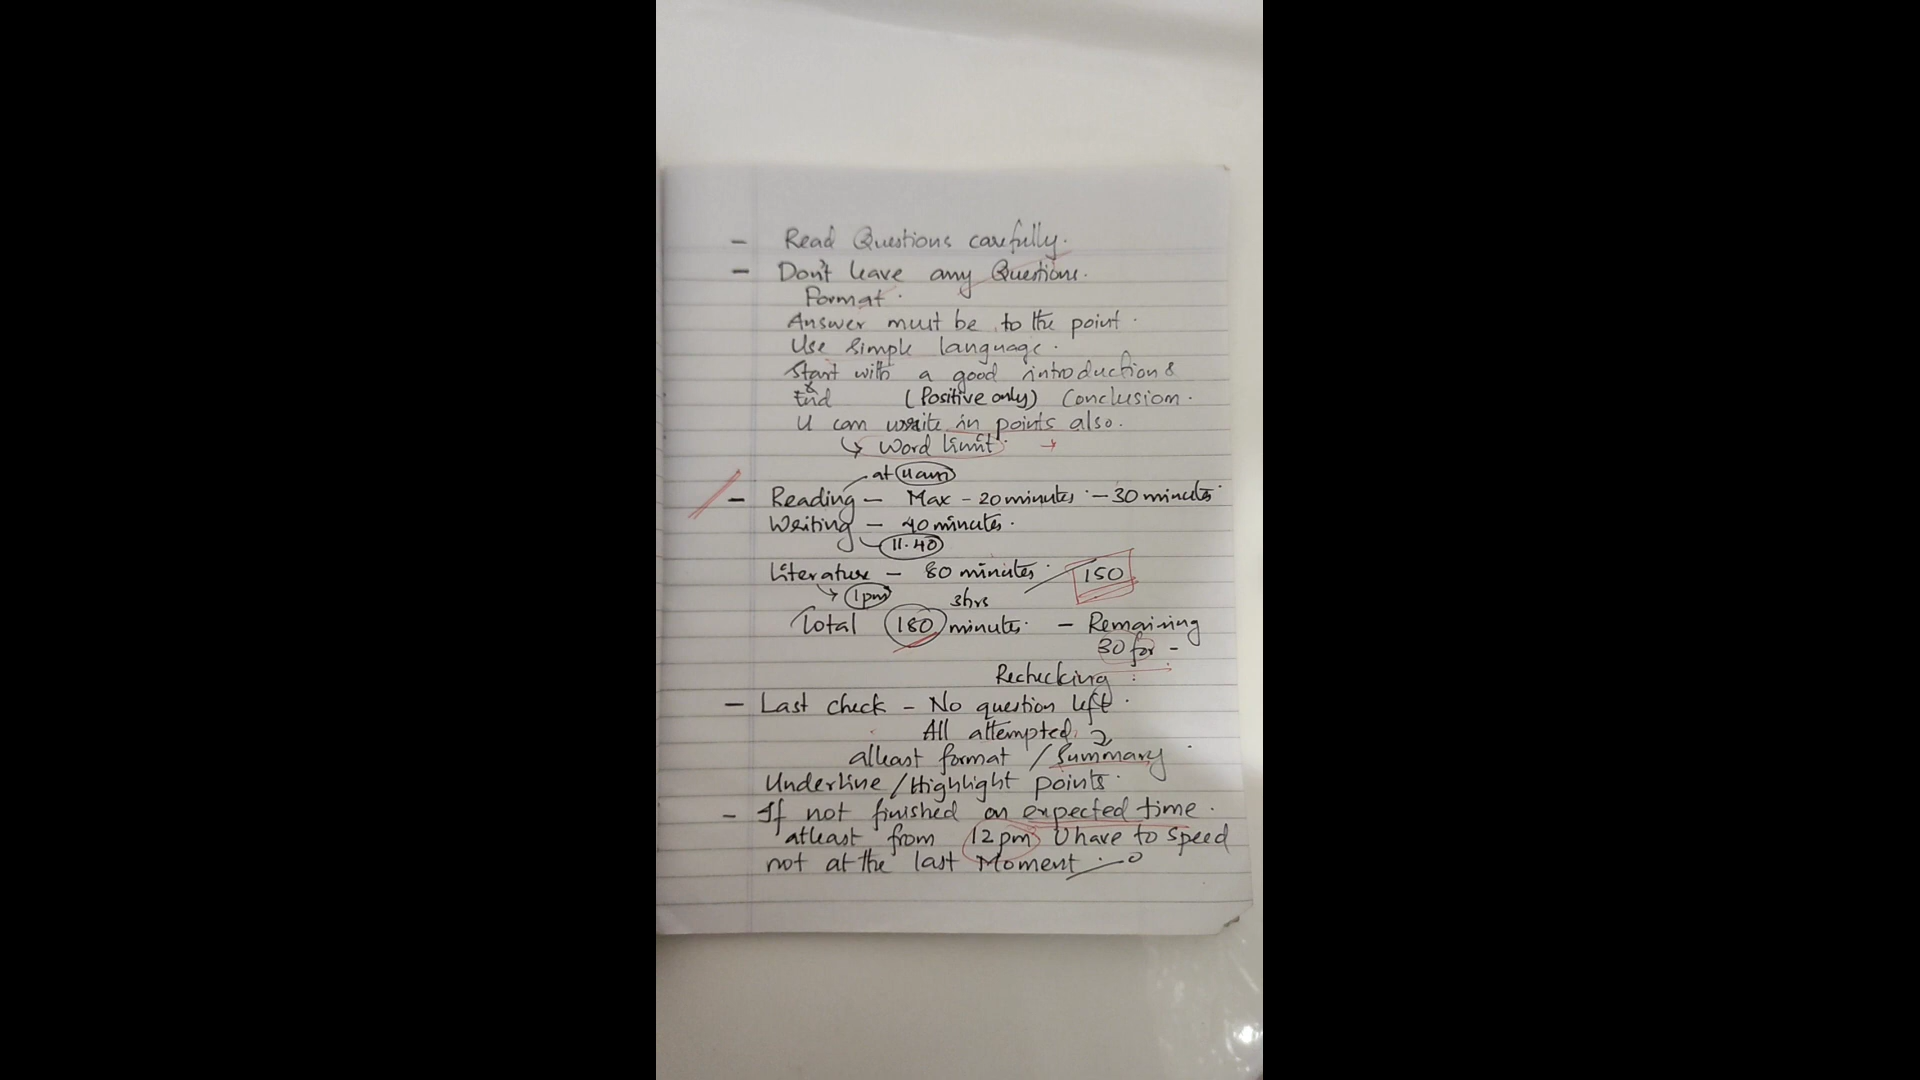 - Read Questions carefully.
- Don't leave any Questions.
Format.
Answer must be to the point.
Use simple language.
Start with a good introduction &
& End (Positive only) Conclusion.
U can write in points also.
↳ Word limit. →
at 11am
- Reading - Max - 20 minutes - 30 minutes
Writing - 40 minutes.
11.40
Literature - 80 minutes. 150
→ 1pm 3hrs
Total 180 minutes. - Remaining
30 for -
Rechecking :
- Last check - No question left.
All attempted
atleast format / Summary
Underline / Highlight points.
- If not finished on expected time.
atleast from 12 pm U have to speed
not at the last Moment.